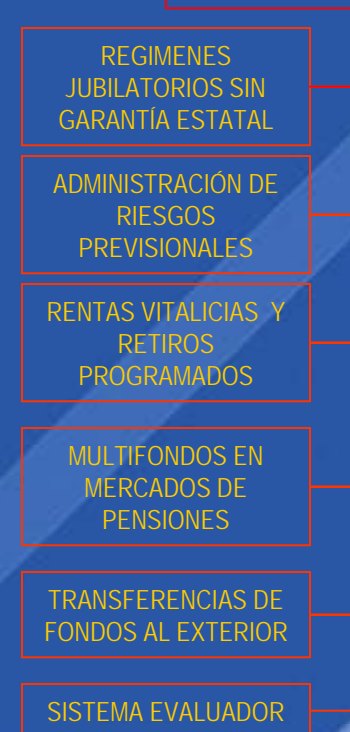 REGIMENES
JUBILATORIOS SIN
GARANTÍA ESTATAL
ADMINISTRACIÓN DE
RIESGOS
PREVISIONALES
RENTAS VITALICIAS Y
RETIROS
PROGRAMADOS
MULTIFONDOS EN
MERCADOS DE
PENSIONES
TRANSFERENCIAS DE
FONDOS AL EXTERIOR
SISTEMA EVALUADOR